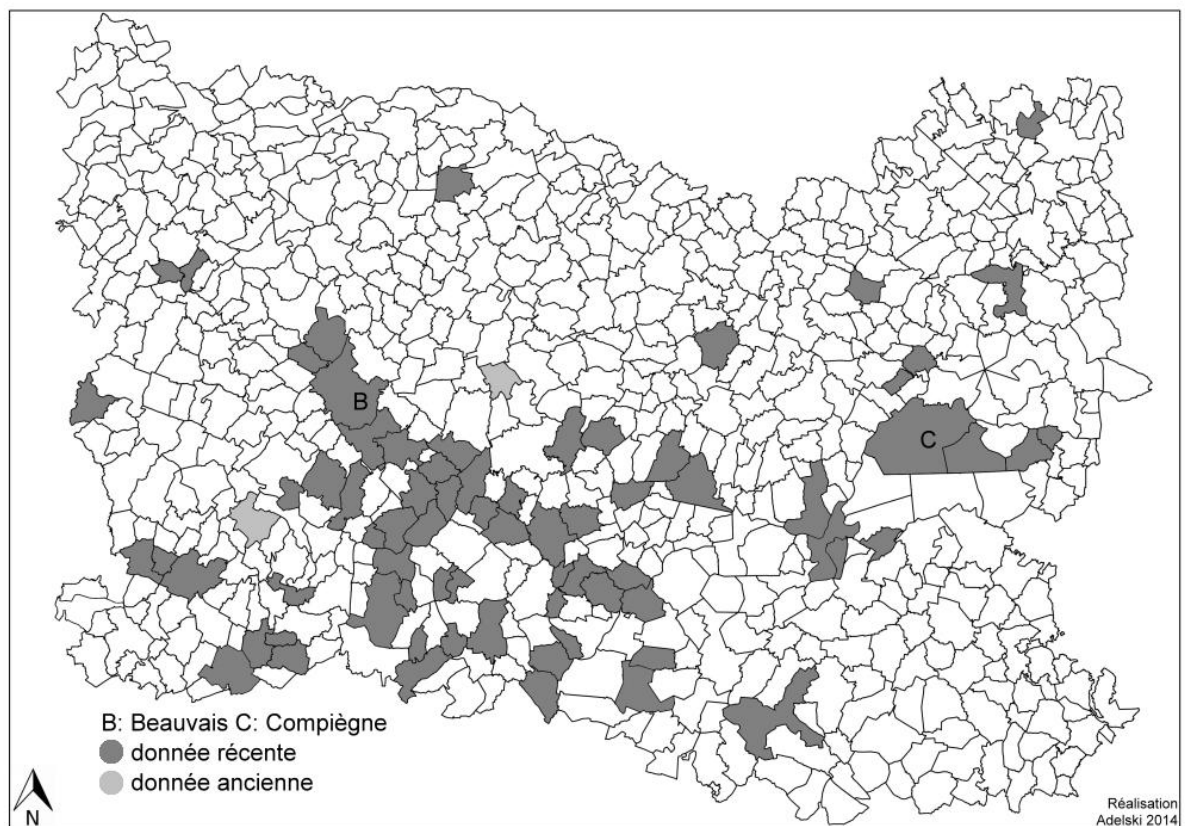 B
C
B: Beauvais C: Compiègne
donnée récente
donnée ancienne
N
Réalisation
Adelski 2014